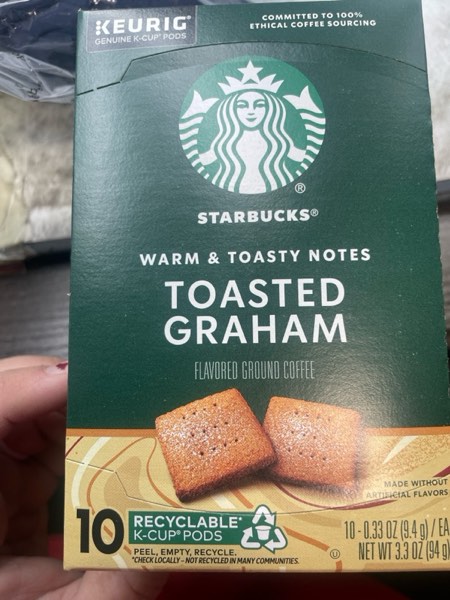 KEURIG®
GENUINE K-CUP® PODS
COMMITTED TO 100%
ETHICAL COFFEE SOURCING
®
STARBUCKS®
WARM & TOASTY NOTES
TOASTED
GRAHAM
FLAVORED GROUND COFFEE
MADE WITHOUT
ARTIFICIAL FLAVORS
10 RECYCLABLE*
K-CUP® PODS
PEEL, EMPTY, RECYCLE.
*CHECK LOCALLY - NOT RECYCLED IN MANY COMMUNITIES.
U
10 - 0.33 OZ (9.4 g) / EA
NET WT 3.3 OZ (94 g)